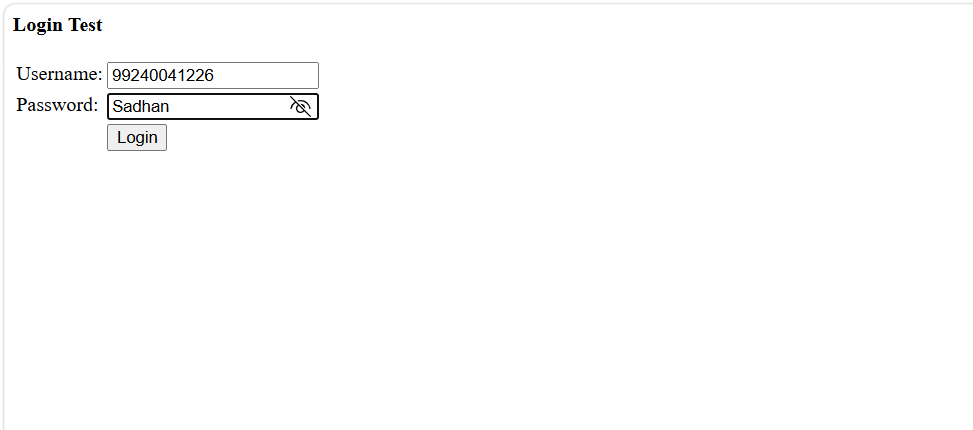 Login Test
Username: 99240041226
Password: Sadhan
Login